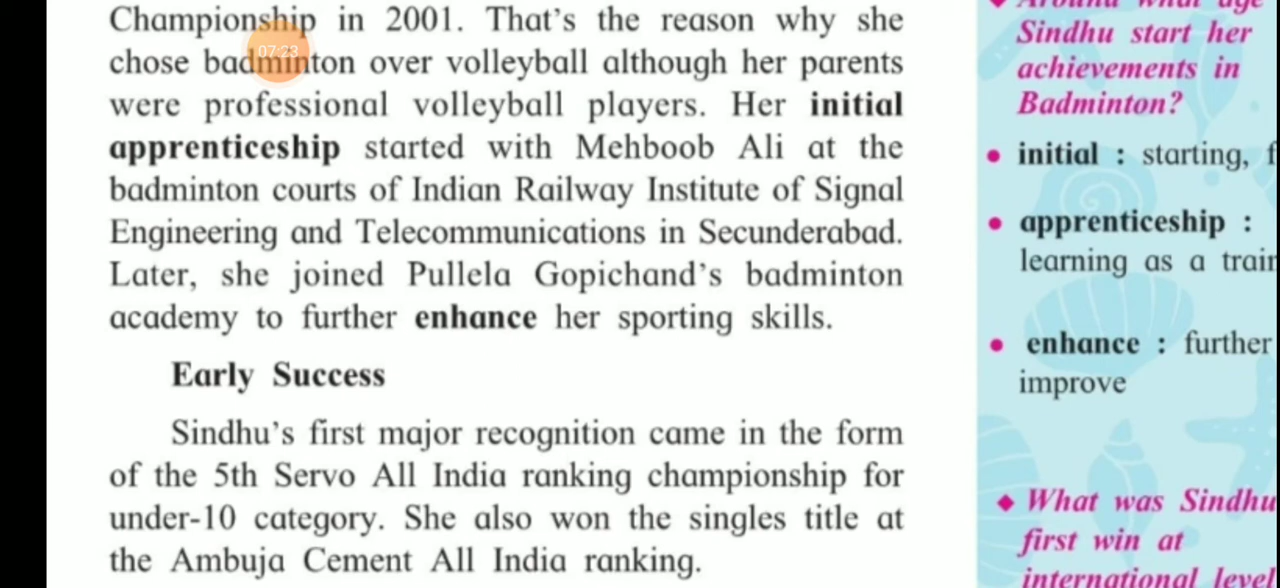 Championship in 2001. That's the reason why she
chose badminton over volleyball although her parents
were professional volleyball players. Her initial
apprenticeship started with Mehboob Ali at the
badminton courts of Indian Railway Institute of Signal
Engineering and Telecommunications in Secunderabad.
Later, she joined Pullela Gopichand's badminton
academy to further enhance her sporting skills.
Early Success
Sindhu's first major recognition came in the form
of the 5th Servo All India ranking championship for
under-10 category. She also won the singles title at
the Ambuja Cement All India ranking.
07:23
Around what age
Sindhu start her
achievements in
Badminton?
• initial : starting,
• apprenticeship :
learning as a
• enhance : further
improve
◆ What was Sindhu
first win at
international level